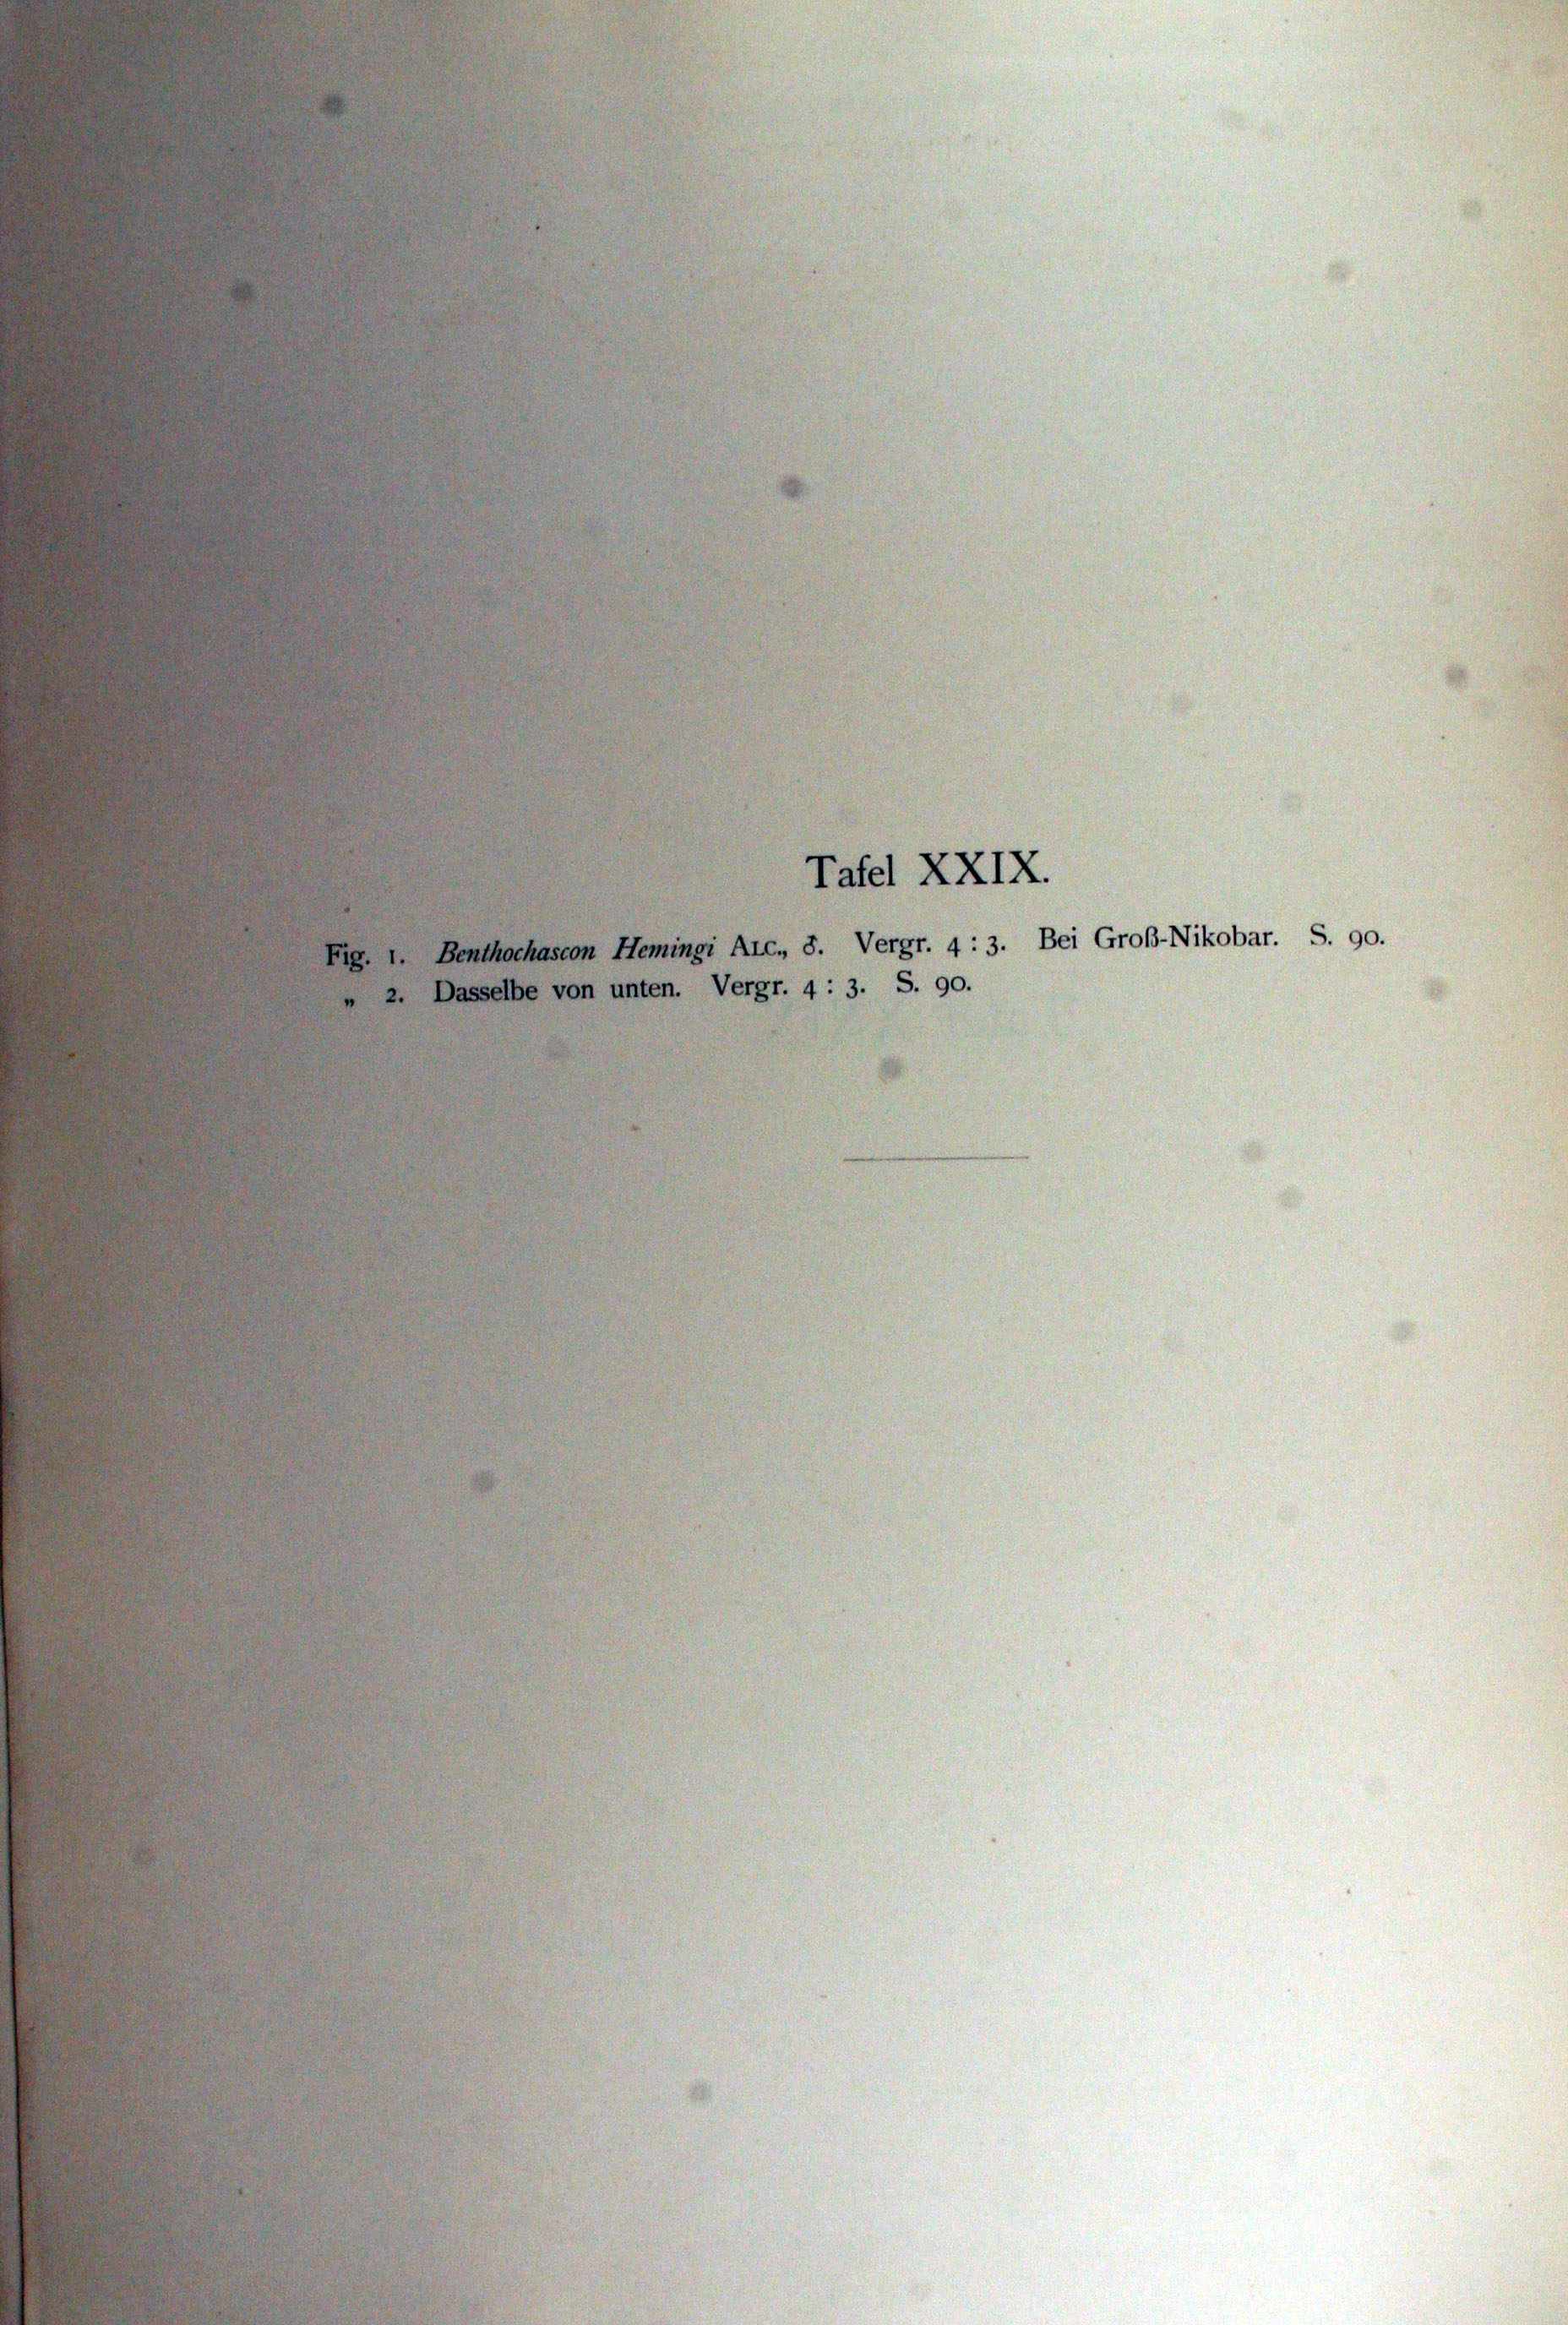 Tafel XXIX.
Fig. 1. Benthochascon Hemingi Alc., ♂. Vergr. 4 : 3. Bei Groß-Nikobar. S. 90.
„ 2. Dasselbe von unten. Vergr. 4 : 3. S. 90.